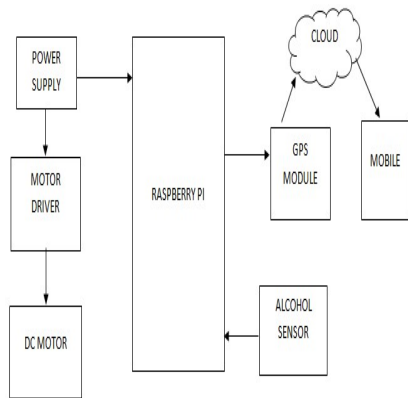 POWER
SUPPLY
MOTOR
DRIVER
DC MOTOR
RASPBERRY PI
CLOUD
GPS
MODULE
MOBILE
ALCOHOL
SENSOR